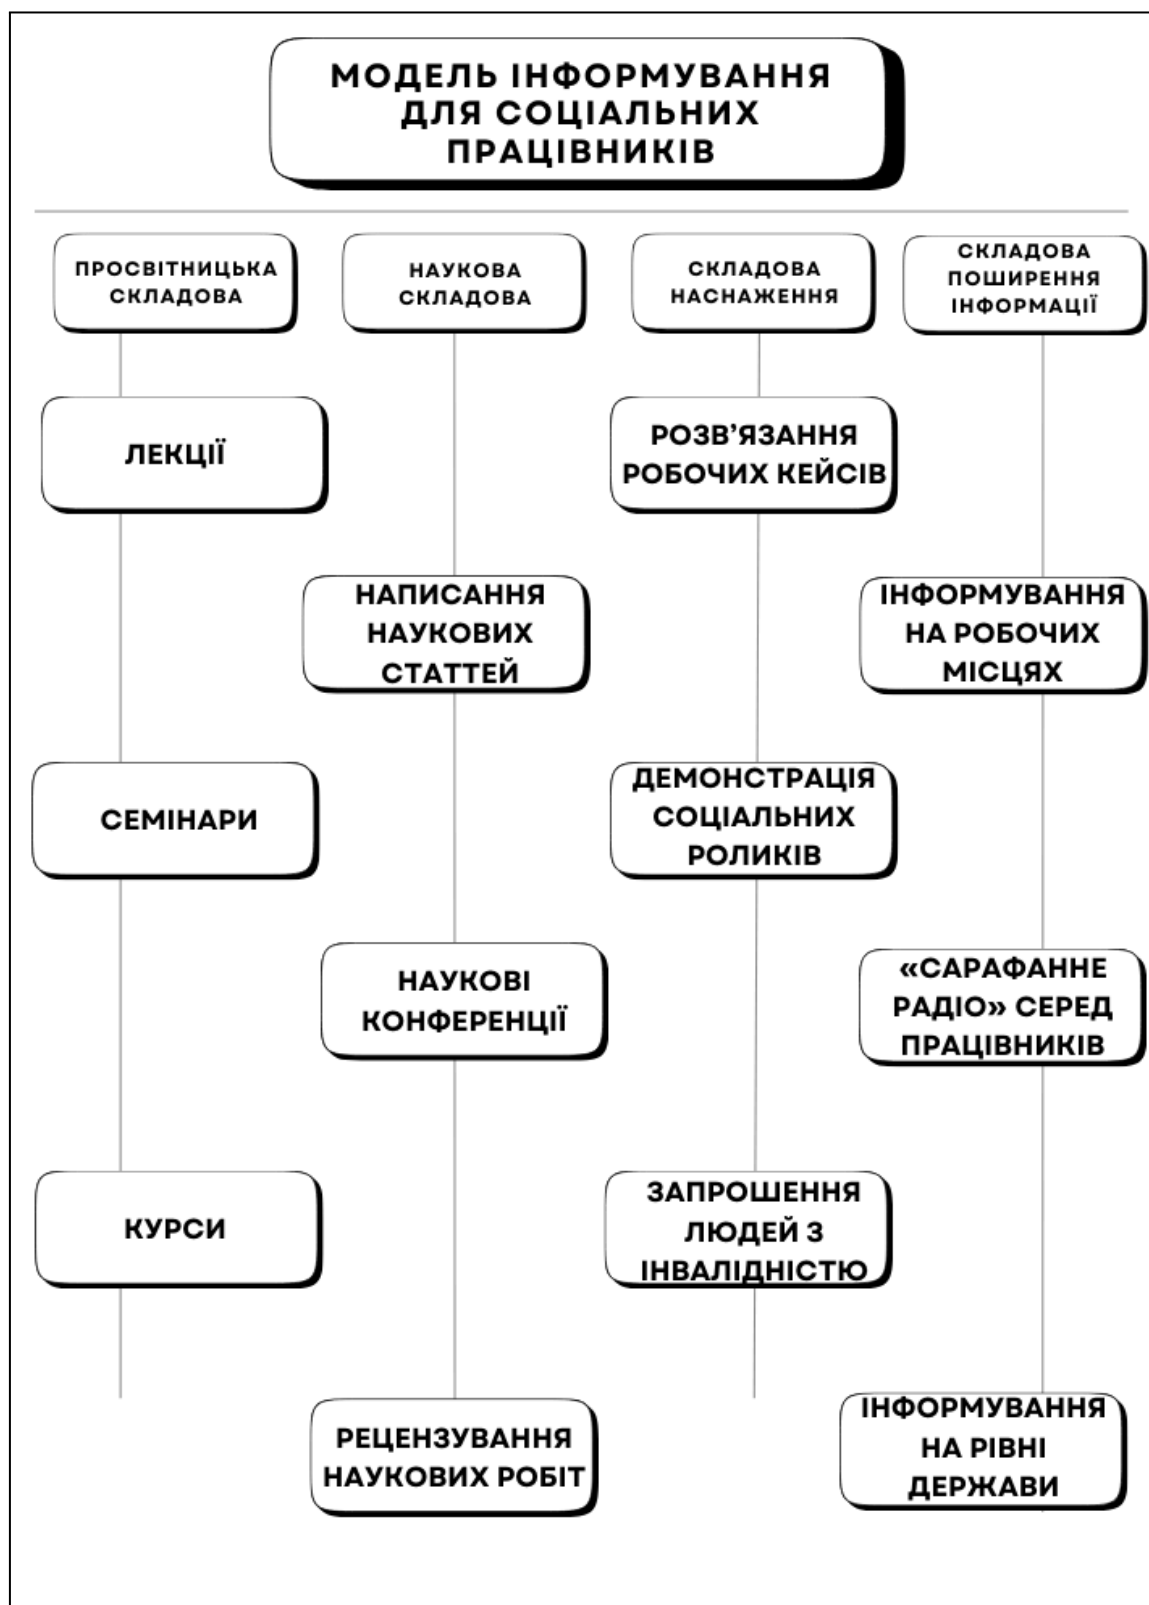 МОДЕЛЬ ІНФОРМУВАННЯ
ДЛЯ СОЦІАЛЬНИХ
ПРАЦІВНИКІВ
ПРОСВІТНИЦЬКА
СКЛАДОВА
НАУКОВА
СКЛАДОВА
СКЛАДОВА
НАСНАЖЕННЯ
СКЛАДОВА
ПОШИРЕННЯ
ІНФОРМАЦІЇ
ЛЕКЦІЇ
РОЗВ’ЯЗАННЯ
РОБОЧИХ КЕЙСІВ
НАПИСАННЯ
НАУКОВИХ
СТАТТЕЙ
ІНФОРМУВАННЯ
НА РОБОЧИХ
МІСЦЯХ
СЕМІНАРИ
ДЕМОНСТРАЦІЯ
СОЦІАЛЬНИХ
РОЛИКІВ
НАУКОВІ
КОНФЕРЕНЦІЇ
«САРАФАННЕ
РАДІО» СЕРЕД
ПРАЦІВНИКІВ
КУРСИ
ЗАПРОШЕННЯ
ЛЮДЕЙ З
ІНВАЛІДНІСТЮ
РЕЦЕНЗУВАННЯ
НАУКОВИХ РОБІТ
ІНФОРМУВАННЯ
НА РІВНІ
ДЕРЖАВИ